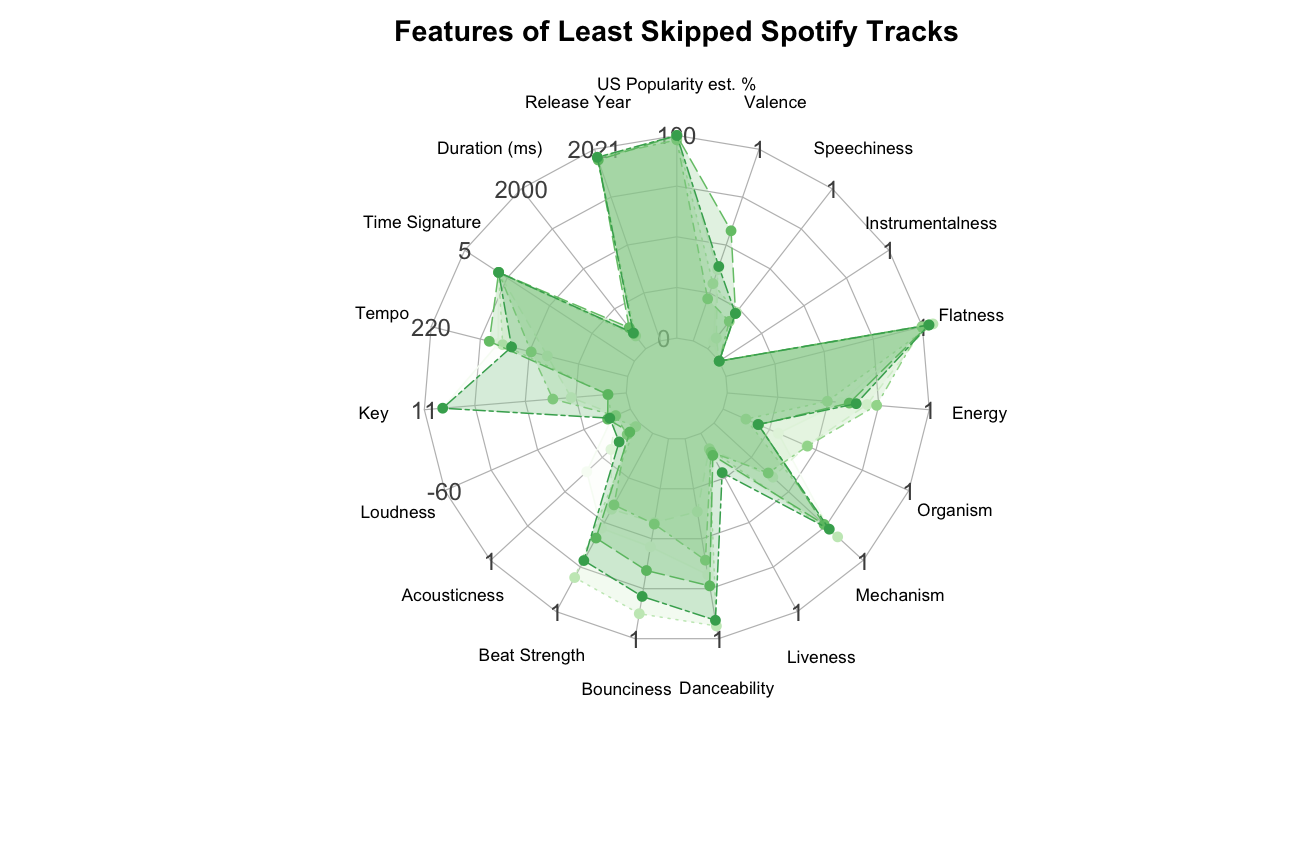 Features of Least Skipped Spotify Tracks
US Popularity est. %
Release Year
Valence
Duration (ms)
Speechiness
100
2021
1
2000
1
Time Signature
Instrumentalness
5
1
Tempo
220
0
1
Flatness
Key
11
1
Energy
-60
1
Loudness
Organism
1
1
Acousticness
Mechanism
1
1
Beat Strength
1
1
Liveness
Bounciness
Danceability